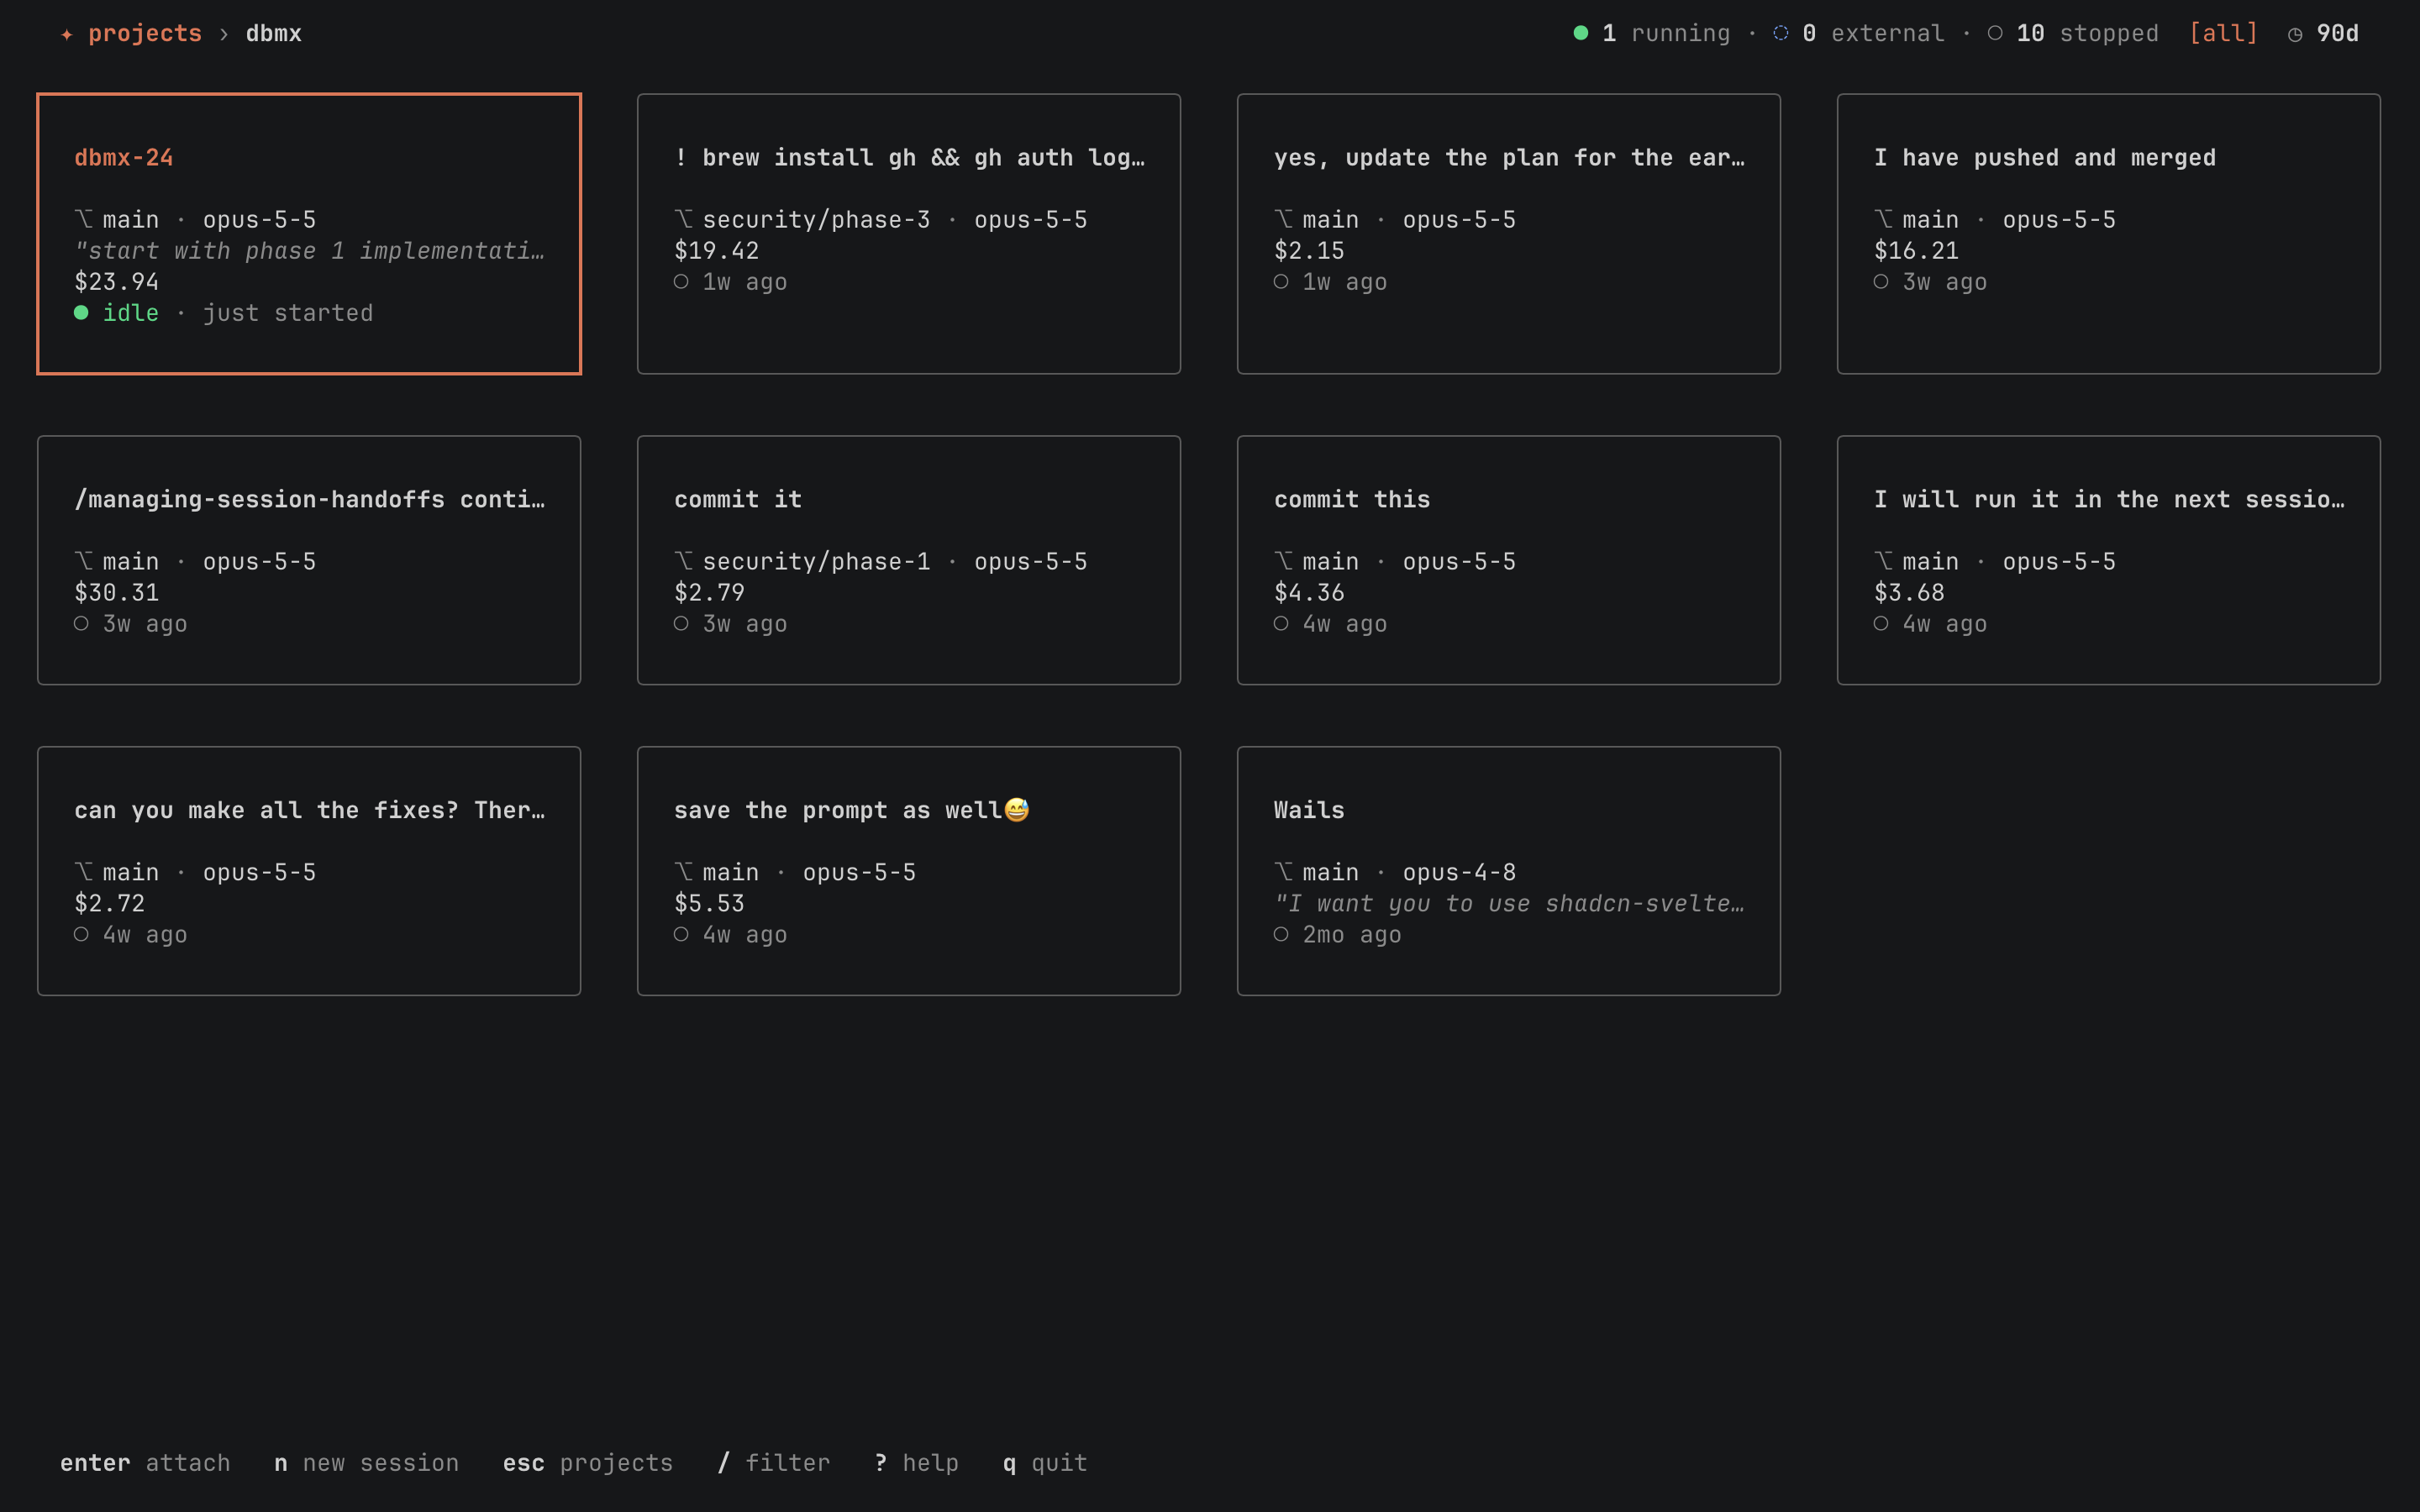 ✦ projects › dbmx
● 1 running · ◌ 0 external · ○ 10 stopped [all] ◷ 90d
dbmx-24
⌥ main · opus-5-5
"start with phase 1 implementati…
$23.94
● idle · just started
! brew install gh && gh auth log…
⌥ security/phase-3 · opus-5-5
$19.42
○ 1w ago
yes, update the plan for the ear…
⌥ main · opus-5-5
$2.15
○ 1w ago
I have pushed and merged
⌥ main · opus-5-5
$16.21
○ 3w ago
/managing-session-handoffs conti…
⌥ main · opus-5-5
$30.31
○ 3w ago
commit it
⌥ security/phase-1 · opus-5-5
$2.79
○ 3w ago
commit this
⌥ main · opus-5-5
$4.36
○ 4w ago
I will run it in the next sessio…
⌥ main · opus-5-5
$3.68
○ 4w ago
can you make all the fixes? Ther…
⌥ main · opus-5-5
$2.72
○ 4w ago
save the prompt as well😅
⌥ main · opus-5-5
$5.53
○ 4w ago
Wails
⌥ main · opus-4-8
"I want you to use shadcn-svelte…
○ 2mo ago
enter attach n new session esc projects / filter ? help q quit